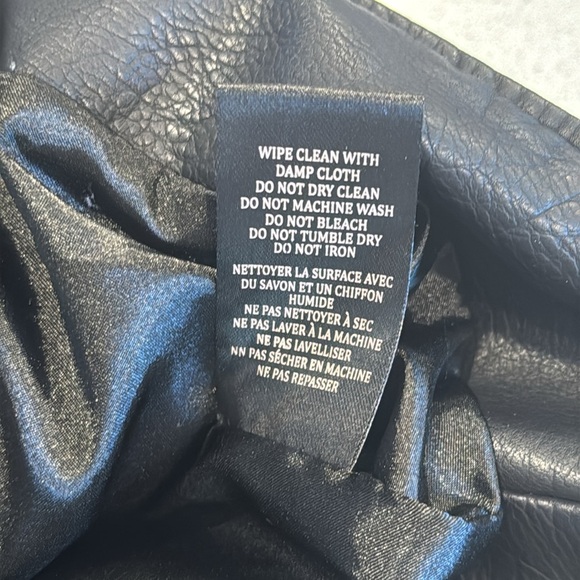 WIPE CLEAN WITH
DAMP CLOTH
DO NOT DRY CLEAN
DO NOT MACHINE WASH
DO NOT BLEACH
DO NOT TUMBLE DRY
DO NOT IRON
NETTOYER LA SURFACE AVEC
DU SAVON ET UN CHIFFON
HUMIDE
NE PAS NETTOYER À SEC
NE PAS LAVER À LA MACHINE
NE PAS IAVELLISER
NN PAS SÉCHER EN MACHINE
NE PAS REPASSER